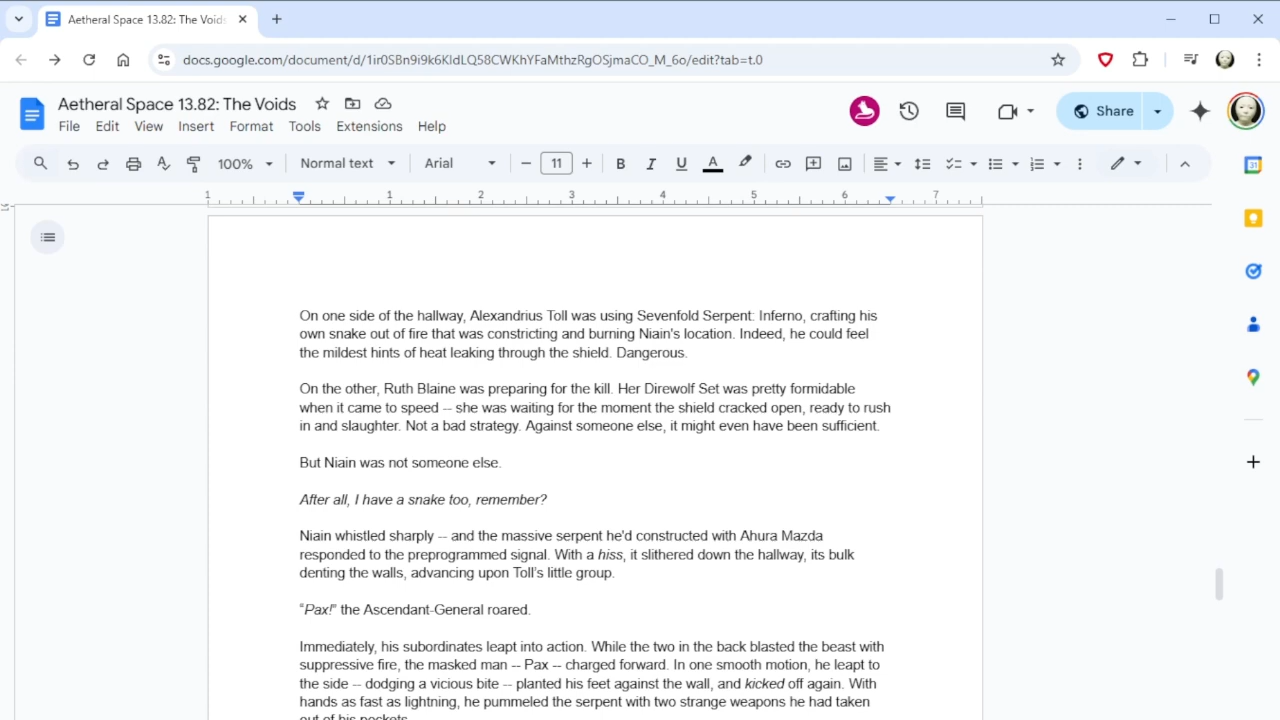 Aetheral Space 13.82: The Voids
docs.google.com/document/d/1ir0SBn9i9k6KldLQ58CWKhYFaMthzRgOSjmaCO_M_6o/edit?tab=t.0
Aetheral Space 13.82: The Voids
Share
File Edit View Insert Format Tools Extensions Help
100% Normal text Arial 11 B I U A
1 1 2 3 4 5 6 7
On one side of the hallway, Alexandrius Toll was using Sevenfold Serpent: Inferno, crafting his
own snake out of fire that was constricting and burning Niain's location. Indeed, he could feel
the mildest hints of heat leaking through the shield. Dangerous.
On the other, Ruth Blaine was preparing for the kill. Her Direwolf Set was pretty formidable
when it came to speed -- she was waiting for the moment the shield cracked open, ready to rush
in and slaughter. Not a bad strategy. Against someone else, it might even have been sufficient.
But Niain was not someone else.
After all, I have a snake too, remember?
Niain whistled sharply -- and the massive serpent he'd constructed with Ahura Mazda
responded to the preprogrammed signal. With a hiss, it slithered down the hallway, its bulk
denting the walls, advancing upon Toll's little group.
“Pax!” the Ascendant-General roared.
Immediately, his subordinates leapt into action. While the two in the back blasted the beast with
suppressive fire, the masked man -- Pax -- charged forward. In one smooth motion, he leapt to
the side -- dodging a vicious bite -- planted his feet against the wall, and kicked off again. With
hands as fast as lightning, he pummeled the serpent with two strange weapons he had taken
out of his pockets.